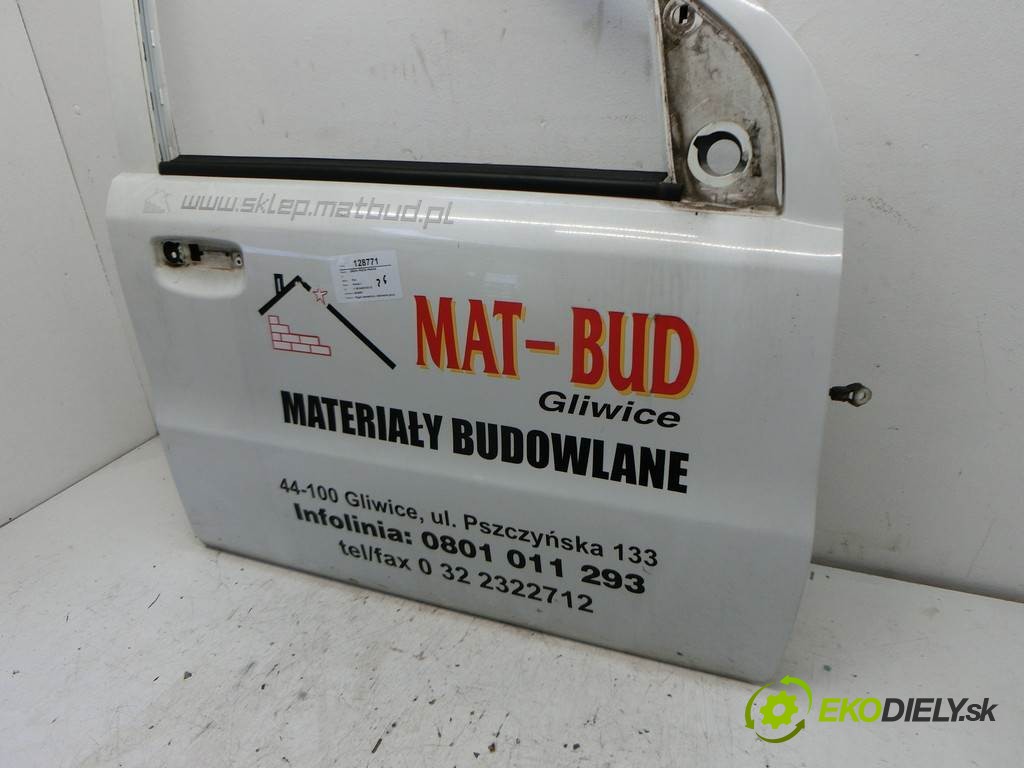 www.sklep.matbud.pl
128771
MAT-BUD
Gliwice
MATERIAŁY BUDOWLANE
44-100 Gliwice, ul. Pszczyńska 133
Infolinia: 0801 011 293
tel/fax 0 32 2322712
EKODIELY.sk